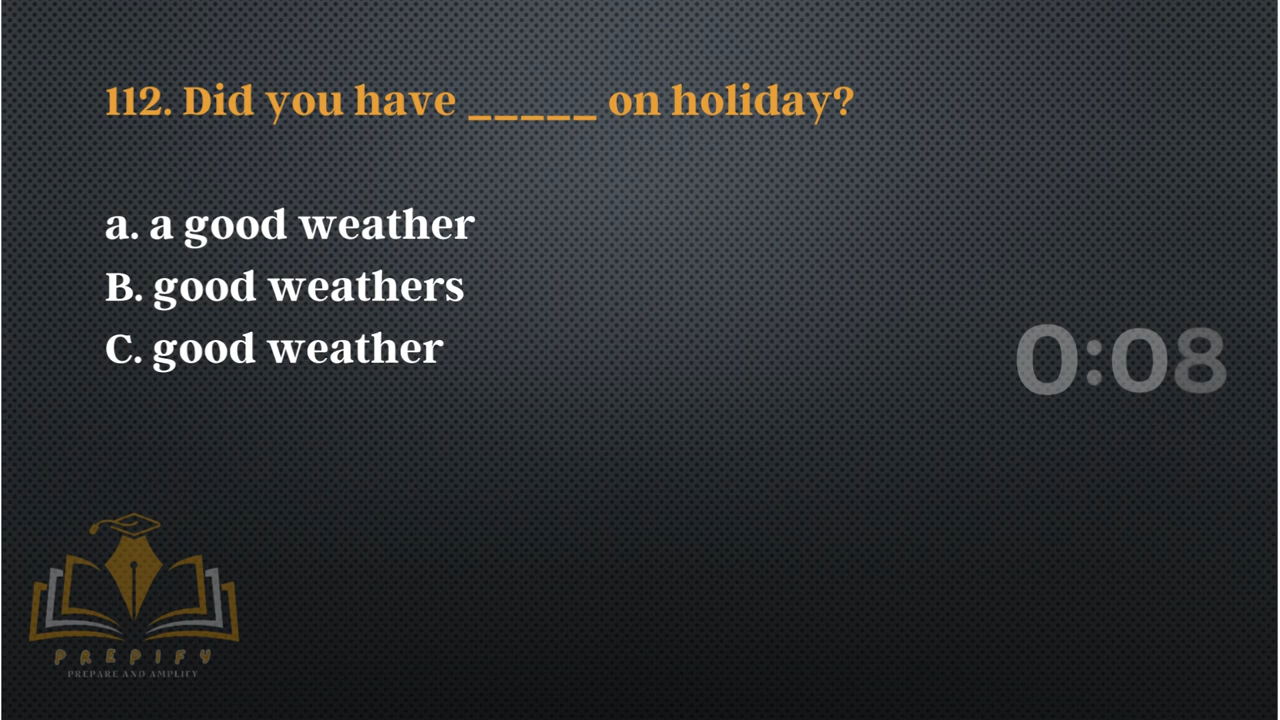 112. Did you have _____ on holiday?
a. a good weather
B. good weathers
C. good weather
0:08
PREPIFY
PREPARE AND AMPLIFY